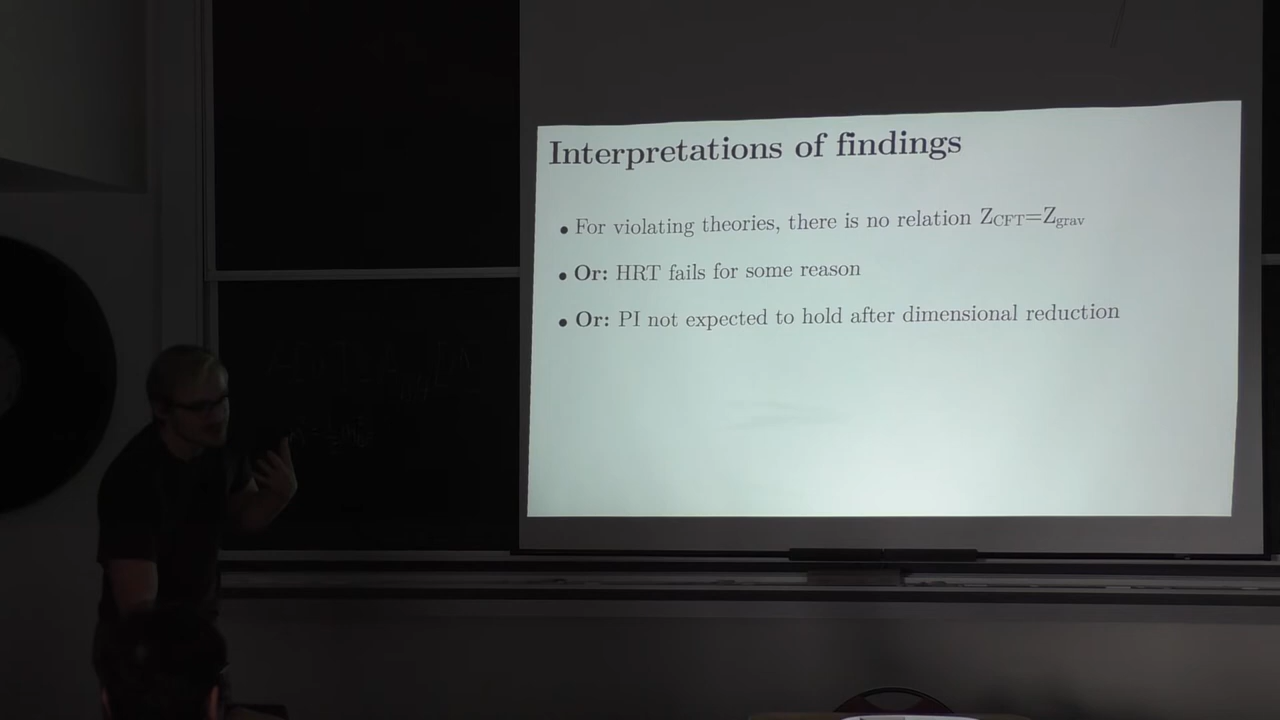 Interpretations of findings
• For violating theories, there is no relation Z_CFT=Z_grav
• Or: HRT fails for some reason
• Or: PI not expected to hold after dimensional reduction